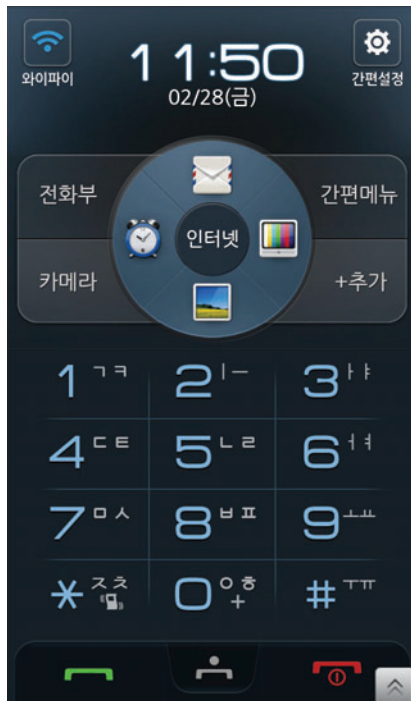 와이파이
11:50
간편설정
02/28(금)
전화부
간편메뉴
인터넷
카메라
+추가
1 ㄱㅋ
2 ㅣㅡ
3 ㅏㅑ
4 ㄷㅌ
5 ㄴㄹ
6 ㅓㅕ
7 ㅁㅅ
8 ㅂㅍ
9 ㅗㅛ
* ㅈㅊ
0 ㅇㅎ
+
# ㅜㅠ